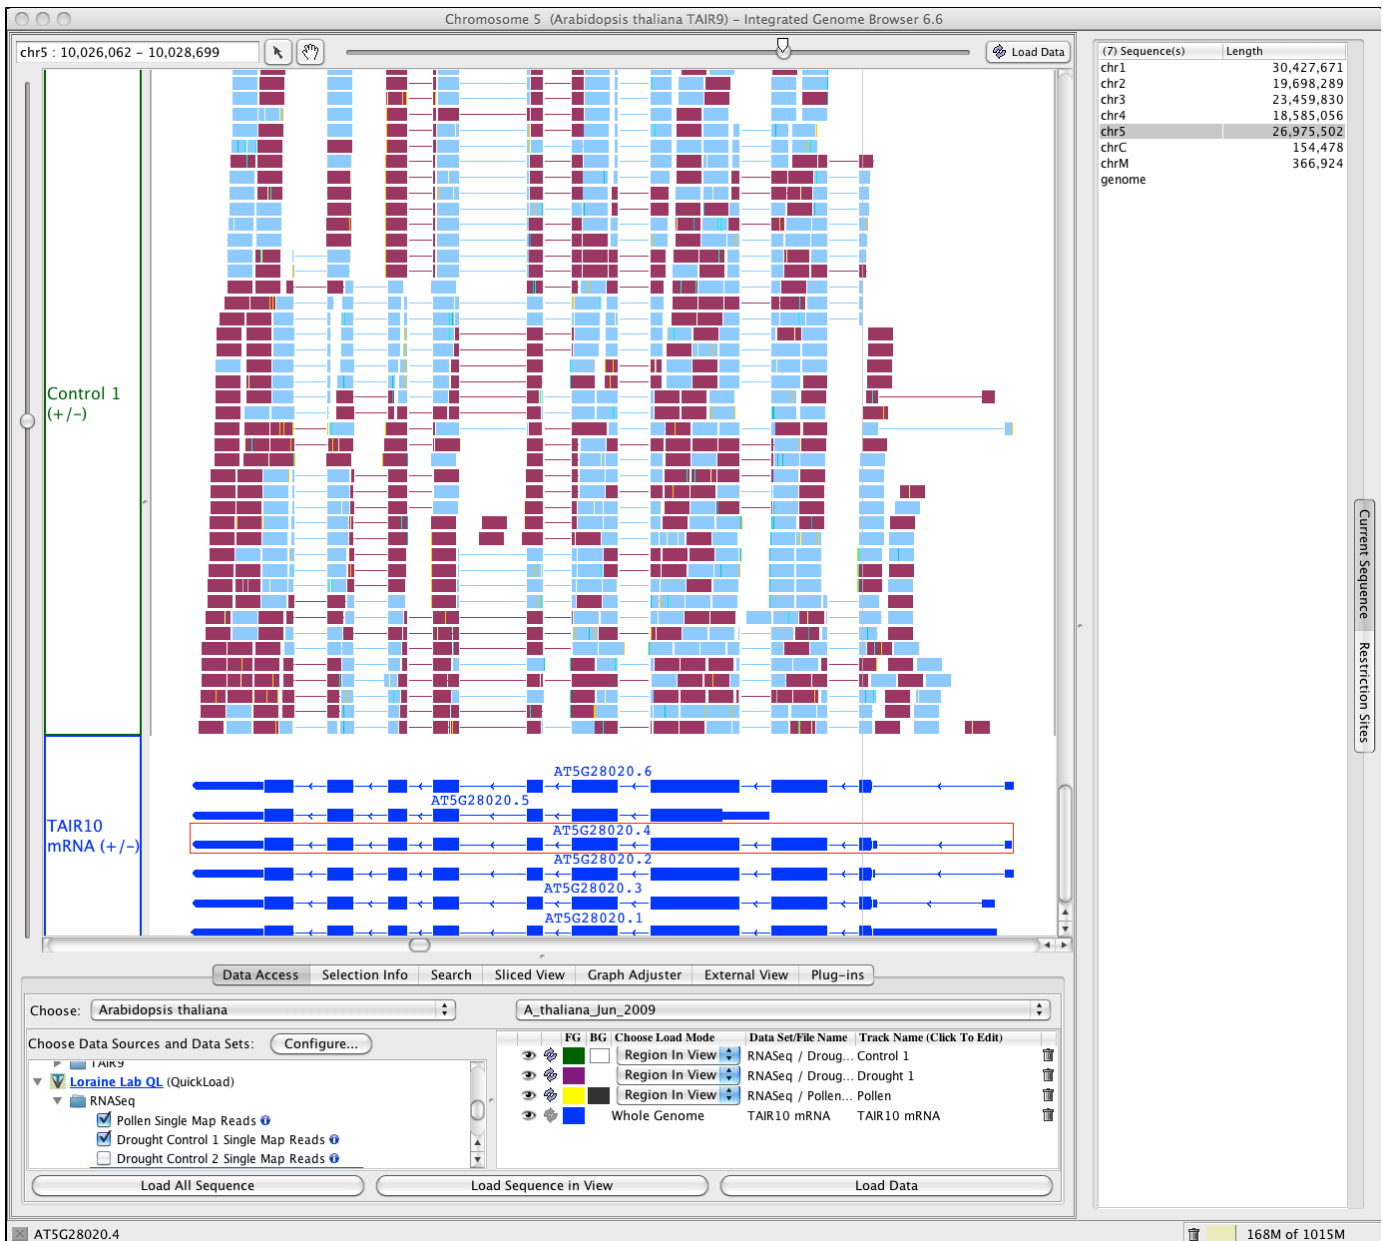 Chromosome 5 (Arabidopsis thaliana TAIR9) - Integrated Genome Browser 6.6
chr5 : 10,026,062 - 10,028,699
Load Data
(7) Sequence(s) Length
chr1 30,427,671
chr2 19,698,289
chr3 23,459,830
chr4 18,585,056
chr5 26,975,502
chrC 154,478
chrM 366,924
genome
Control 1
(+/-)
Current Sequence
Restriction Sites
TAIR10
mRNA (+/-)
AT5G28020.6
AT5G28020.5
AT5G28020.4
AT5G28020.2
AT5G28020.3
AT5G28020.1
Data Access Selection Info Search Sliced View Graph Adjuster External View Plug-ins
Choose: Arabidopsis thaliana A_thaliana_Jun_2009
Choose Data Sources and Data Sets: Configure...
TAIR9
Loraine Lab QL (QuickLoad)
RNASeq
Pollen Single Map Reads
Drought Control 1 Single Map Reads
Drought Control 2 Single Map Reads
FG BG Choose Load Mode Data Set/File Name Track Name (Click To Edit)
Region In View RNASeq / Droug... Control 1
Region In View RNASeq / Droug... Drought 1
Region In View RNASeq / Pollen... Pollen
Whole Genome TAIR10 mRNA TAIR10 mRNA
Load All Sequence Load Sequence in View Load Data
AT5G28020.4 168M of 1015M